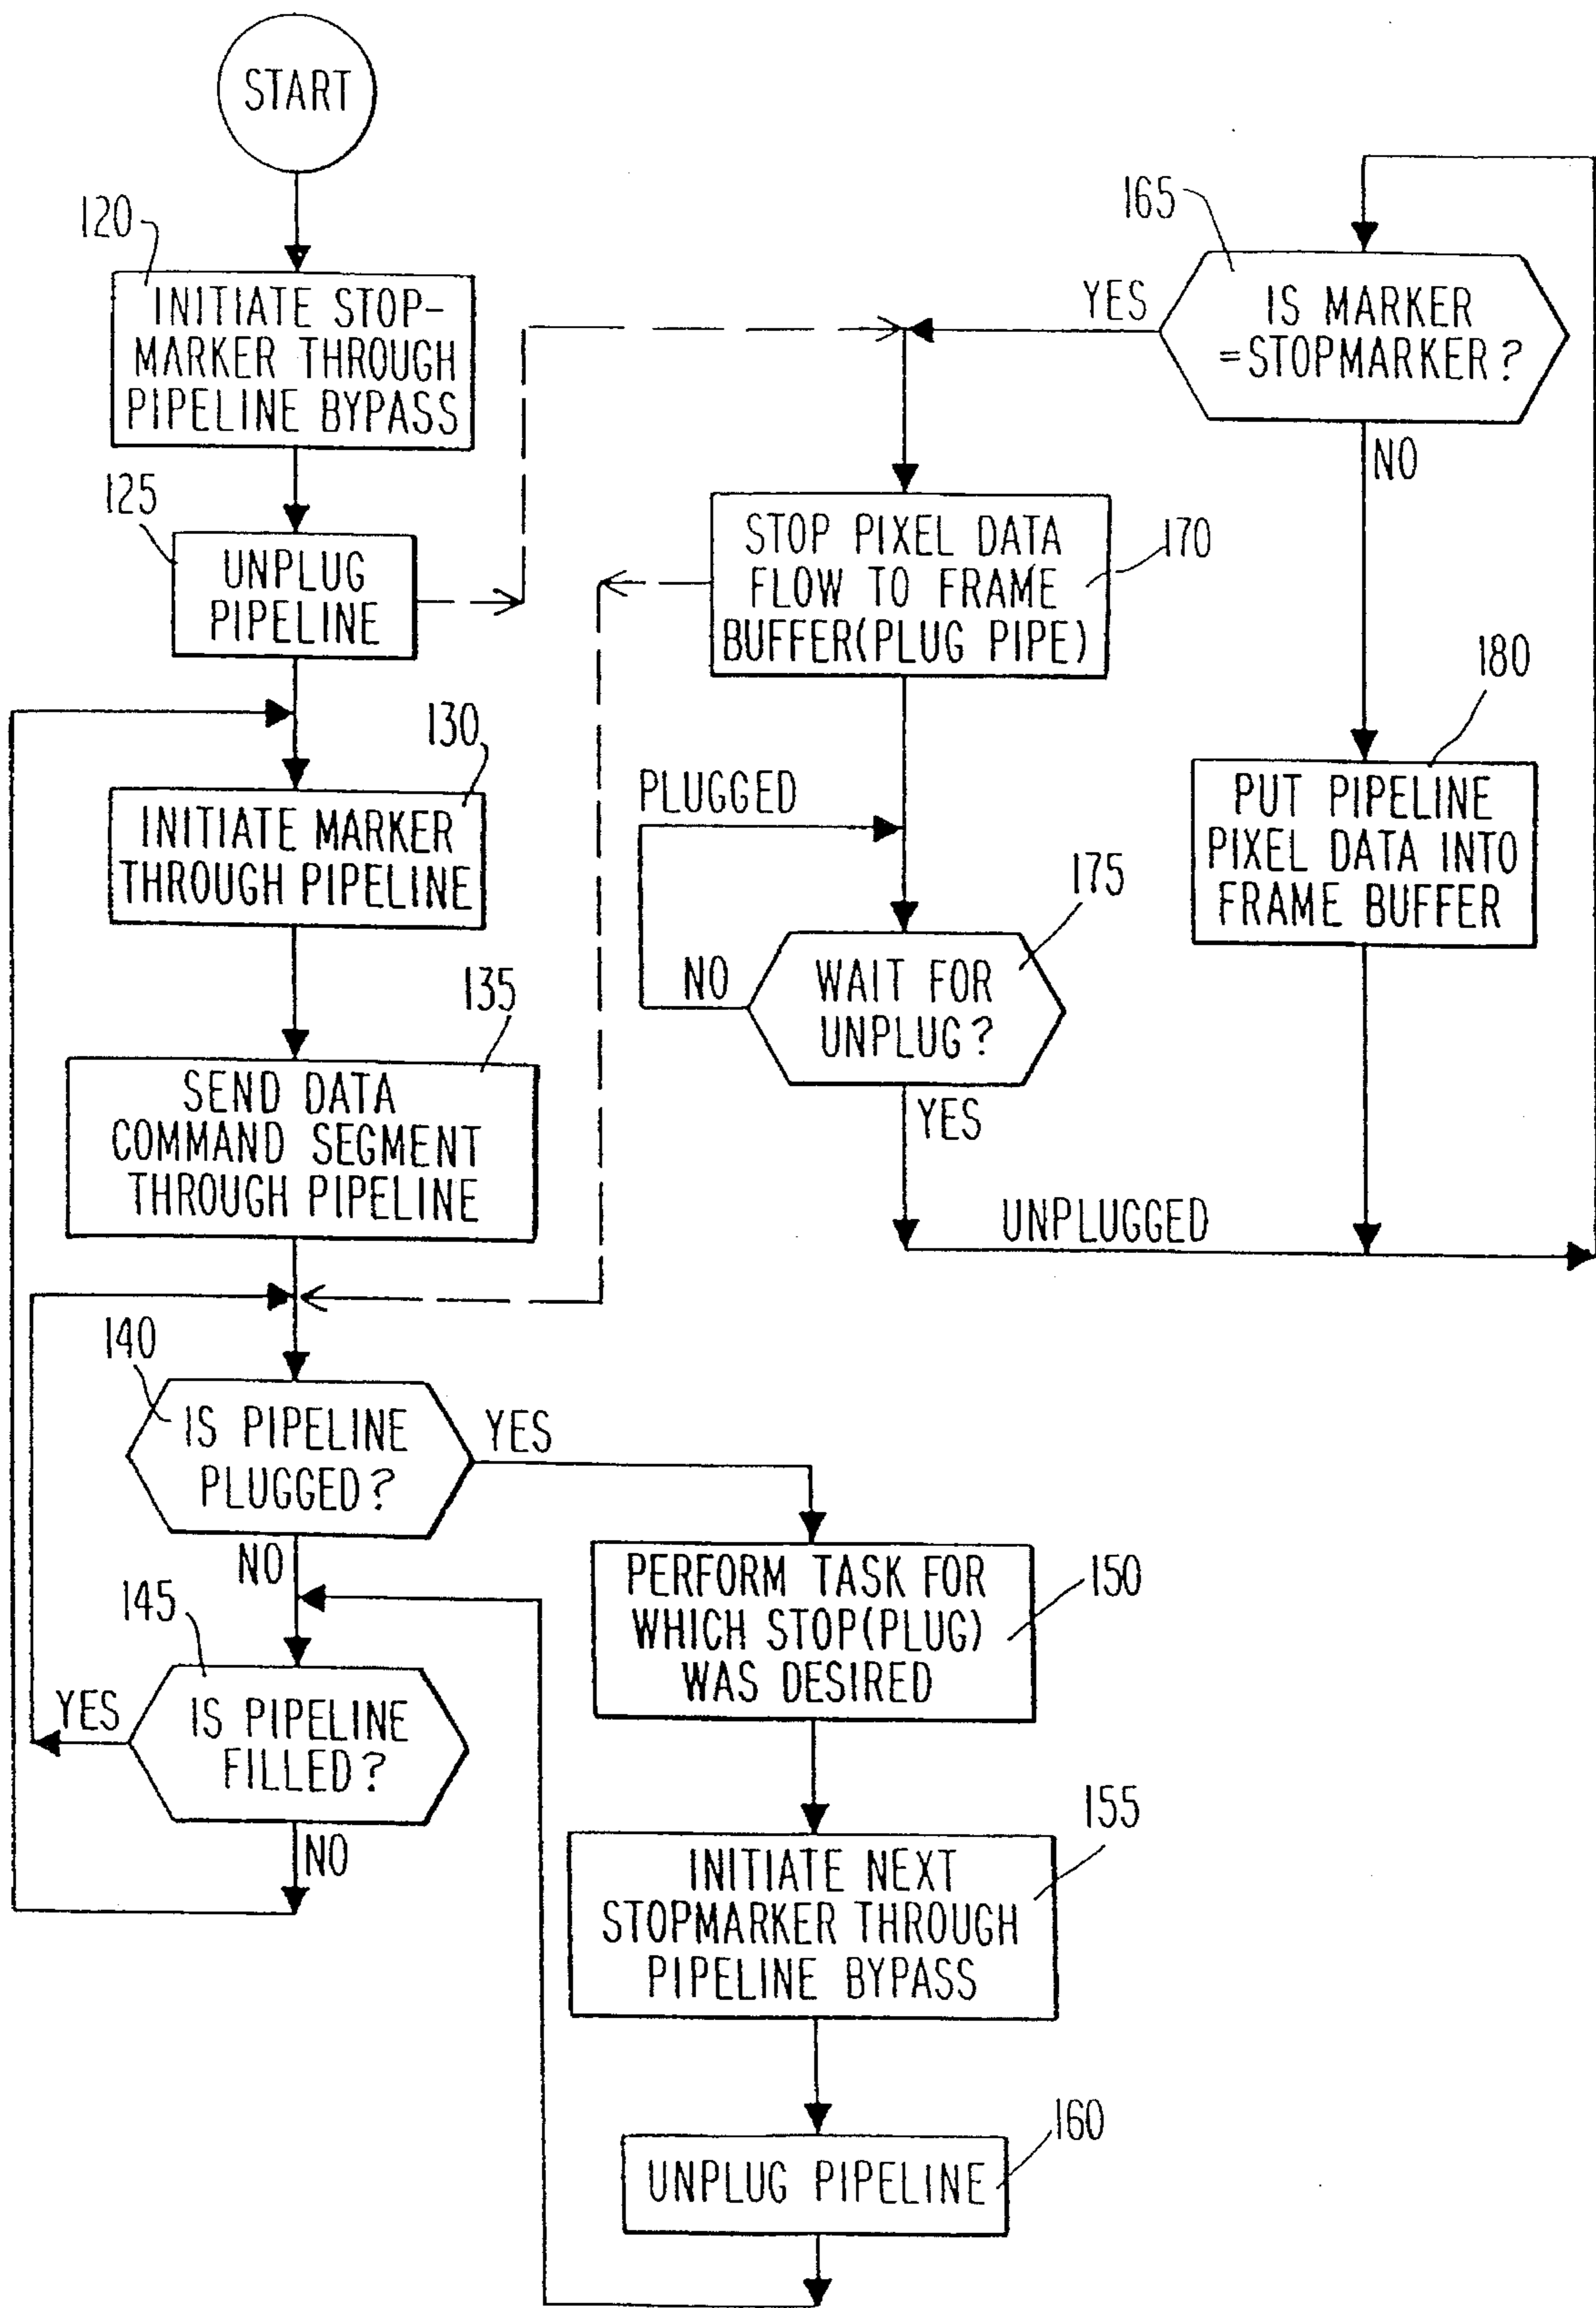 START
120
INITIATE STOP-
MARKER THROUGH
PIPELINE BYPASS
125
UNPLUG
PIPELINE
130
INITIATE MARKER
THROUGH PIPELINE
135
SEND DATA
COMMAND SEGMENT
THROUGH PIPELINE
140
IS PIPELINE
PLUGGED?
YES
NO
145
IS PIPELINE
FILLED?
YES
NO
150
PERFORM TASK FOR
WHICH STOP(PLUG)
WAS DESIRED
155
INITIATE NEXT
STOPMARKER THROUGH
PIPELINE BYPASS
160
UNPLUG PIPELINE
165
IS MARKER
=STOPMARKER?
YES
NO
170
STOP PIXEL DATA
FLOW TO FRAME
BUFFER(PLUG PIPE)
PLUGGED
175
WAIT FOR
UNPLUG?
NO
YES
UNPLUGGED
180
PUT PIPELINE
PIXEL DATA INTO
FRAME BUFFER